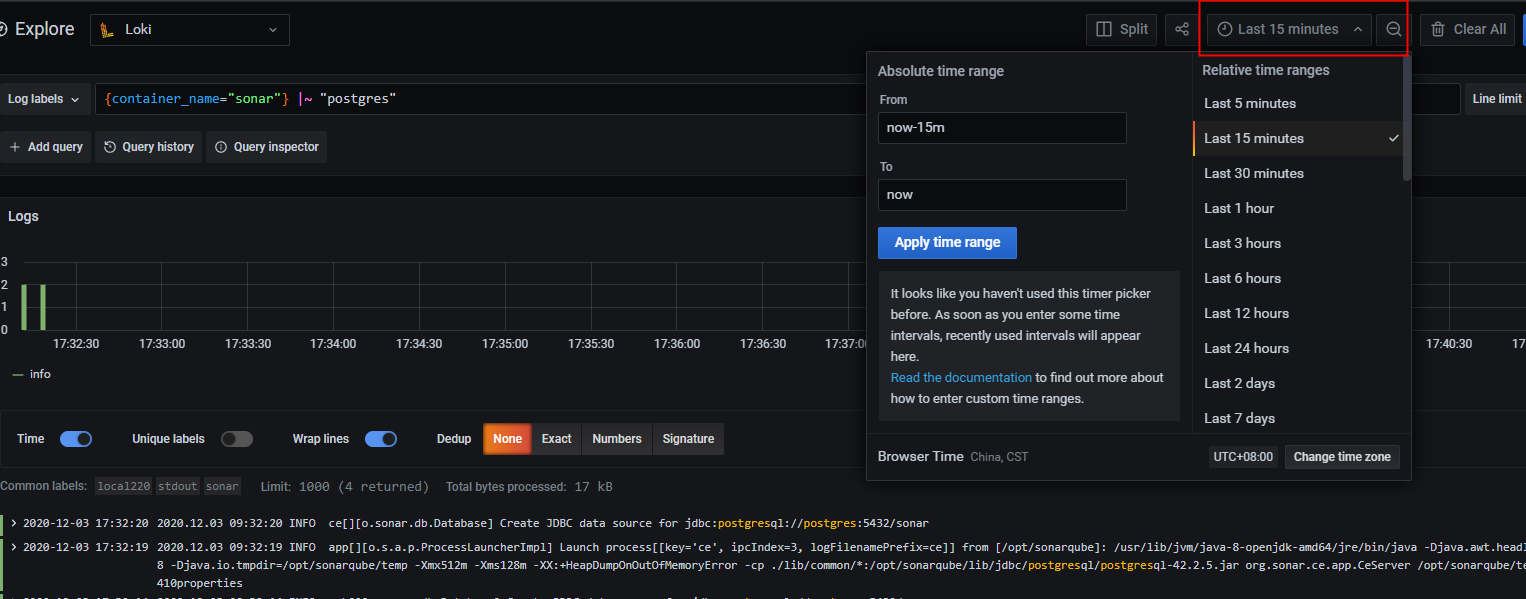 Explore
Loki
Split
Last 15 minutes
Clear All
Log labels
{container_name="sonar"} |~ "postgres"
Line limit
Add query
Query history
Query inspector
Absolute time range
From
now-15m
To
now
Apply time range
It looks like you haven't used this timer picker
before. As soon as you enter some time
intervals, recently used intervals will appear
here.
Read the documentation to find out more about
how to enter custom time ranges.
Relative time ranges
Last 5 minutes
Last 15 minutes
Last 30 minutes
Last 1 hour
Last 3 hours
Last 6 hours
Last 12 hours
Last 24 hours
Last 2 days
Last 7 days
Browser Time China, CST
UTC+08:00
Change time zone
Logs
3
2
1
0
17:32:30 17:33:00 17:33:30 17:34:00 17:34:30 17:35:00 17:35:30 17:36:00 17:36:30 17:37:00 17:40:30 17
info
Time
Unique labels
Wrap lines
Dedup
None
Exact
Numbers
Signature
Common labels: local220 stdout sonar Limit: 1000 (4 returned) Total bytes processed: 17 kB
2020-12-03 17:32:20 2020.12.03 09:32:20 INFO ce[][o.sonar.db.Database] Create JDBC data source for jdbc:postgresql://postgres:5432/sonar
2020-12-03 17:32:19 2020.12.03 09:32:19 INFO app[][o.s.a.p.ProcessLauncherImpl] Launch process[[key='ce', ipcIndex=3, logFilenamePrefix=ce]] from [/opt/sonarqube]: /usr/lib/jvm/java-8-openjdk-amd64/jre/bin/java -Djava.awt.headl
8 -Djava.io.tmpdir=/opt/sonarqube/temp -Xmx512m -Xms128m -XX:+HeapDumpOnOutOfMemoryError -cp ./lib/common/*:/opt/sonarqube/lib/jdbc/postgresql/postgresql-42.2.5.jar org.sonar.ce.app.CeServer /opt/sonarqube/te
410properties